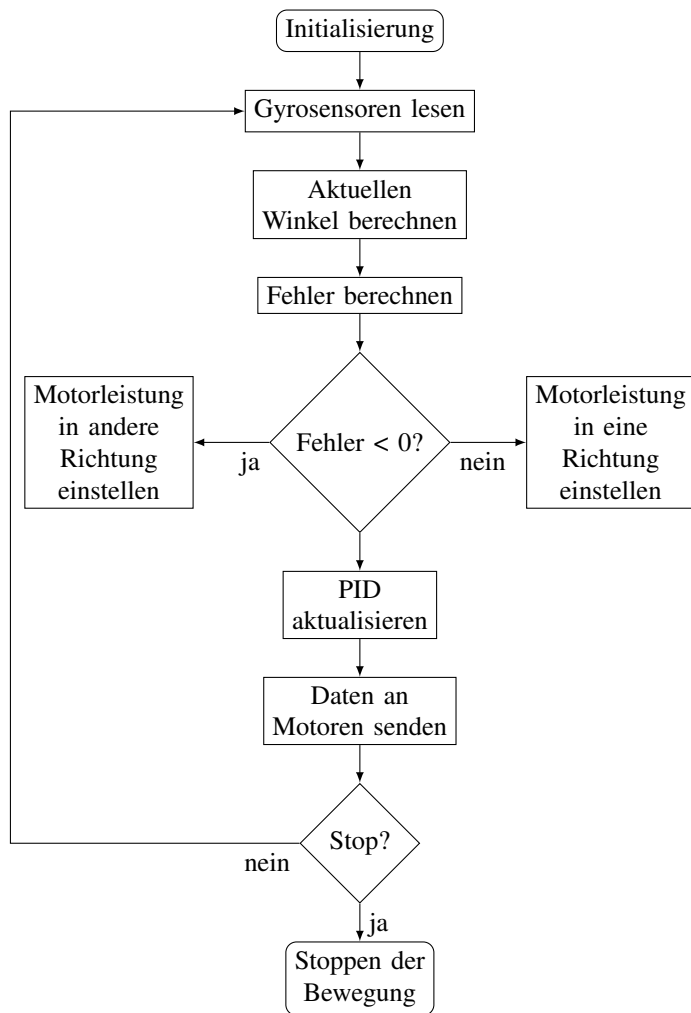 Initialisierung
Gyrosensoren lesen
Aktuellen
Winkel berechnen
Fehler berechnen
Motorleistung
in andere
Richtung
einstellen
ja
Fehler < 0?
nein
Motorleistung
in eine
Richtung
einstellen
PID
aktualisieren
Daten an
Motoren senden
Stop?
nein
ja
Stoppen der
Bewegung